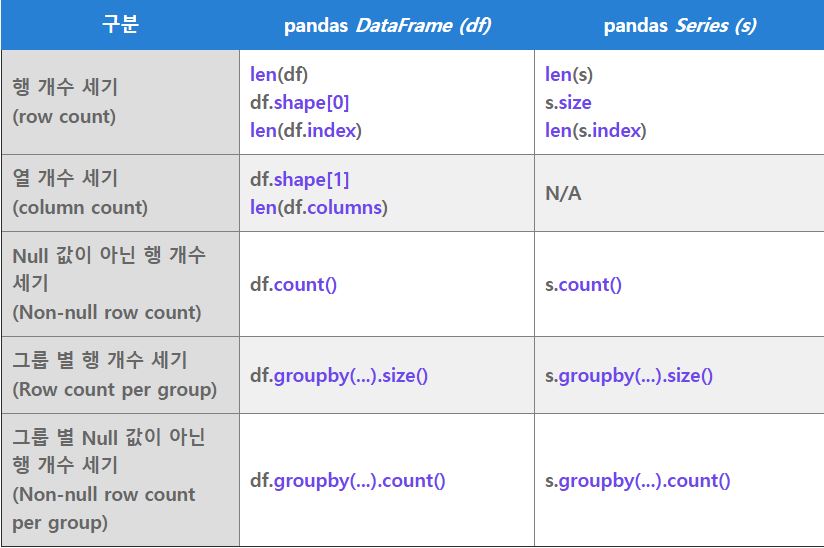 구분
pandas DataFrame (df)
pandas Series (s)
행 개수 세기
(row count)
len(df)
df.shape[0]
len(df.index)
len(s)
s.size
len(s.index)
열 개수 세기
(column count)
df.shape[1]
len(df.columns)
N/A
Null 값이 아닌 행 개수
세기
(Non-null row count)
df.count()
s.count()
그룹 별 행 개수 세기
(Row count per group)
df.groupby(...).size()
s.groupby(...).size()
그룹 별 Null 값이 아닌
행 개수 세기
(Non-null row count
per group)
df.groupby(...).count()
s.groupby(...).count()